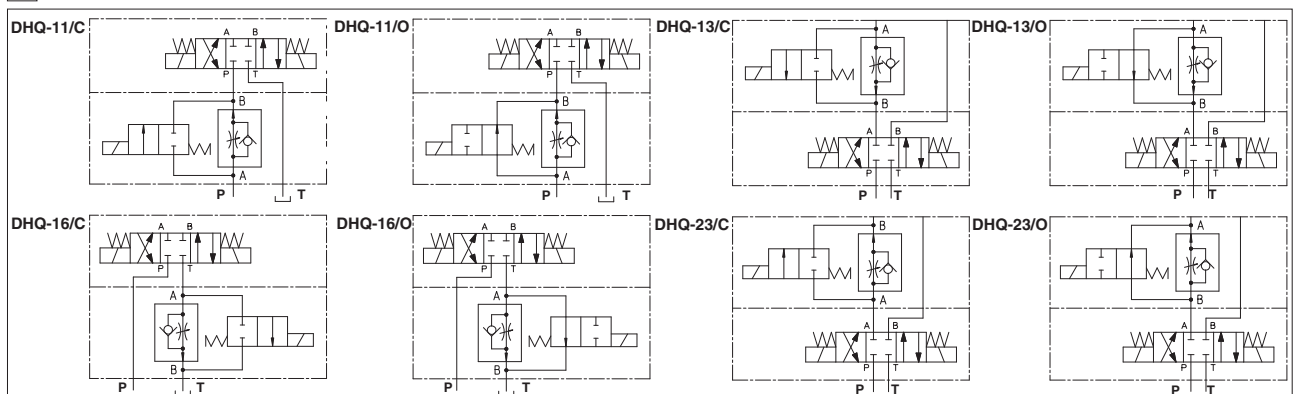 DHQ-11/C
A B
P T
B
A
P T
DHQ-11/O
A B
P T
B
A
P T
DHQ-13/C
A
B
A B
P T
P T
DHQ-13/O
A
B
A B
P T
P T
DHQ-16/C
A B
P T
A
B
P T
DHQ-16/O
A B
P T
A
B
P T
DHQ-23/C
B
A
A B
P T
P T
DHQ-23/O
A
B
A B
P T
P T